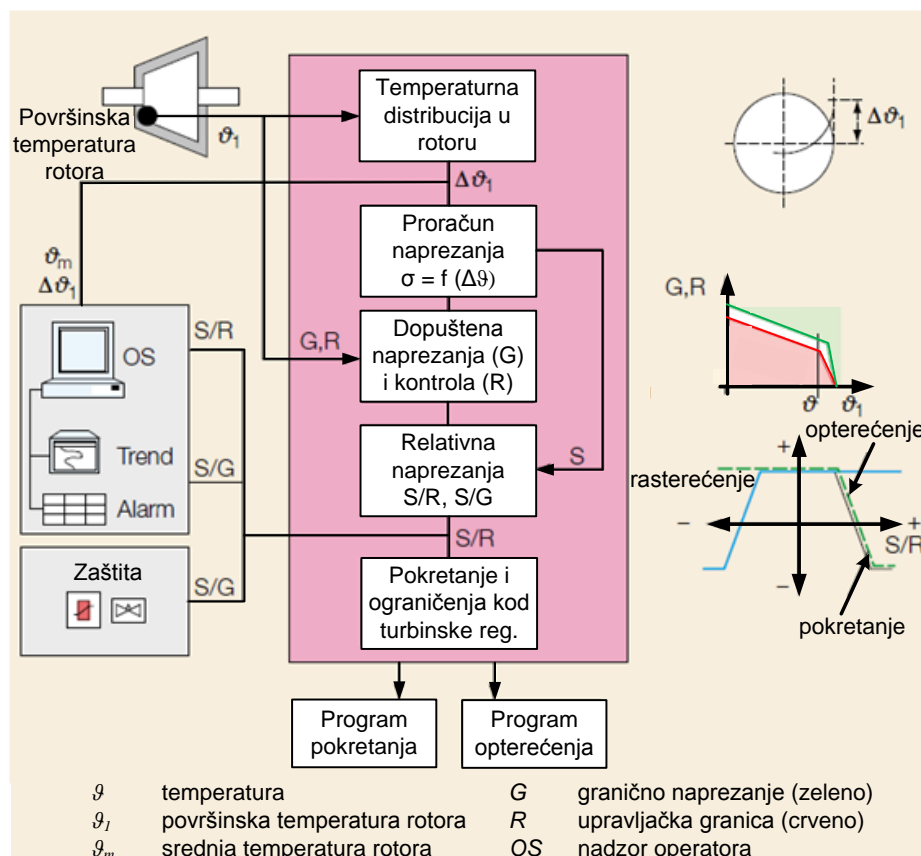 Površinska
temperatura
rotora
ϑ1
Temperaturna
distribucija u
rotoru
Δϑ1
Δϑ1
Proračun
naprezanja
σ = f (Δϑ)
ϑm
Δϑ1
G,R
Dopuštena
naprezanja (G)
i kontrola (R)
S/R
OS
Trend
S/G
Alarm
Relativna
naprezanja
S/R, S/G
S
S/R
Zaštita
S/G
Pokretanje i
ograničenja kod
turbinske reg.
Program
pokretanja
Program
opterećenja
G,R
ϑ
ϑ1
opterećenje
+
rasterećenje
−
+
S/R
−
pokretanje
ϑ temperatura G granično naprezanje (zeleno)
ϑ1 površinska temperatura rotora R upravljačka granica (crveno)
ϑm srednja temperatura rotora OS nadzor operatora